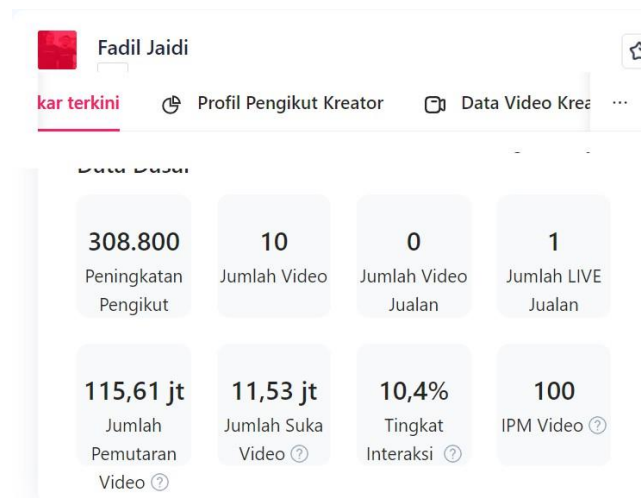 Fadil Jaidi
kar terkini
Profil Pengikut Kreator
Data Video Krea
...
Data Dasar
308.800
Peningkatan
Pengikut
10
Jumlah Video
0
Jumlah Video
Jualan
1
Jumlah LIVE
Jualan
115,61 jt
Jumlah
Pemutaran
Video
11,53 jt
Jumlah Suka
Video
10,4%
Tingkat
Interaksi
100
IPM Video